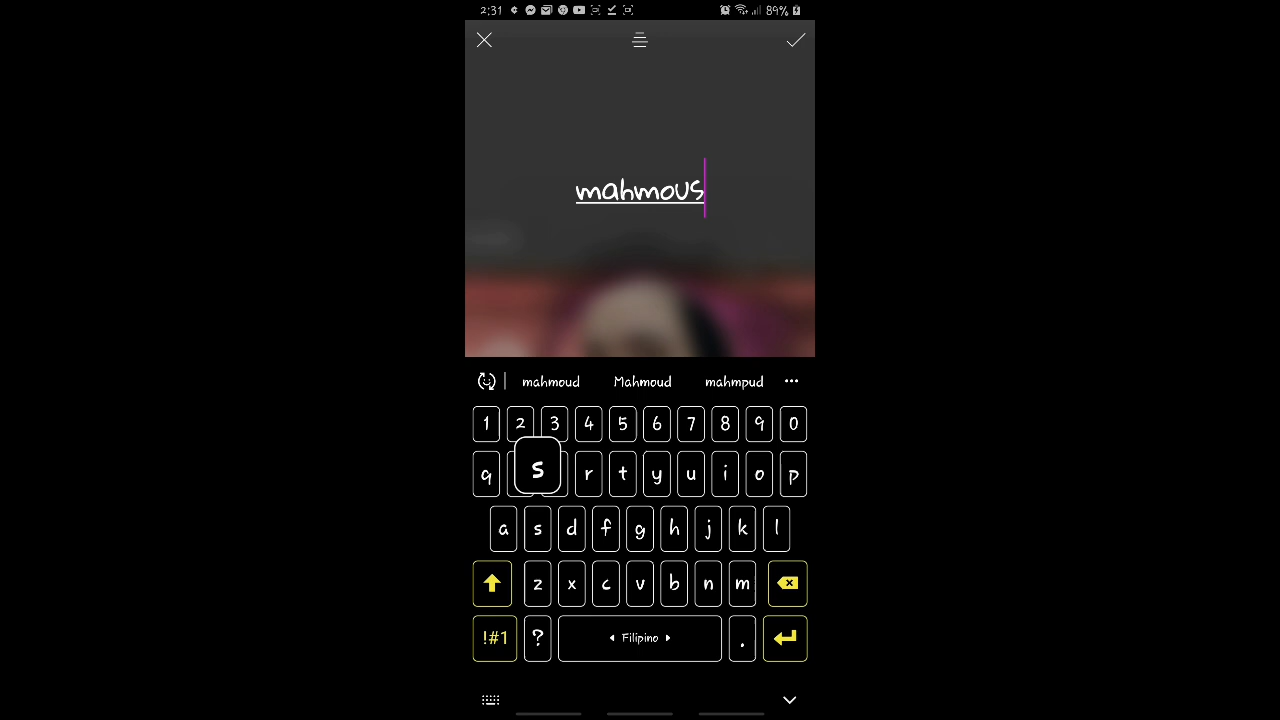 2:31 89%
mahmous
mahmoud Mahmoud mahmpud
1 2 3 4 5 6 7 8 9 0
q s r t y u i o p
a s d f g h j k l
z x c v b n m
!#1 ? Filipino .